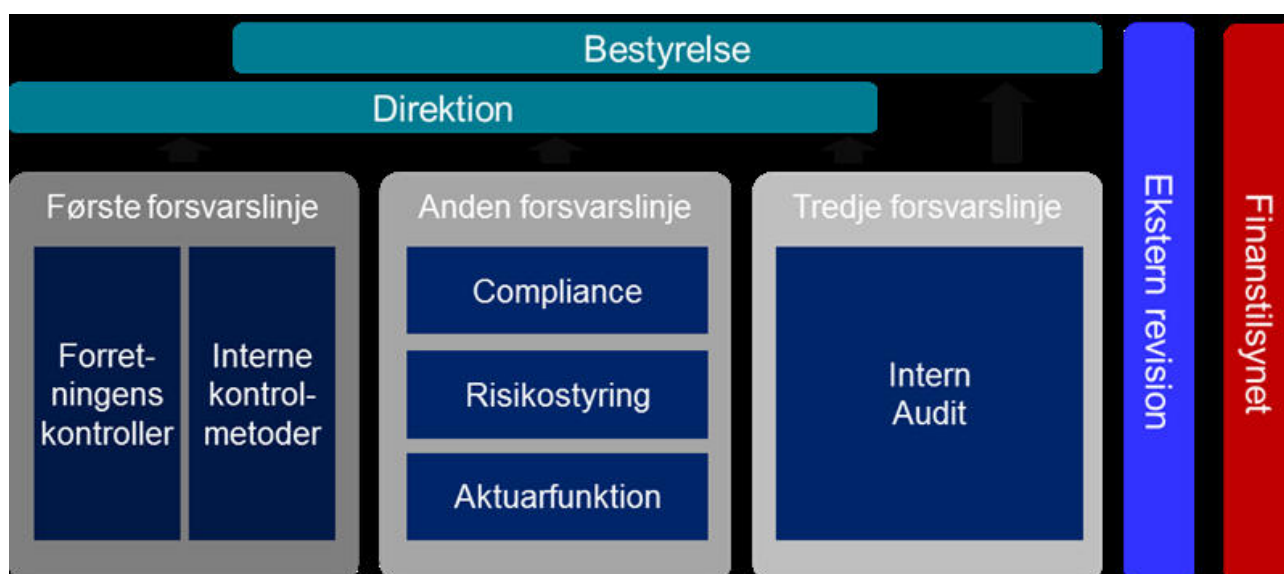 Bestyrelse
Direktion
Første forsvarslinje
Forret-
ningens
kontroller
Interne
kontrol-
metoder
Anden forsvarslinje
Compliance
Risikostyring
Aktuarfunktion
Tredje forsvarslinje
Intern
Audit
Ekstern revision
Finanstilsynet